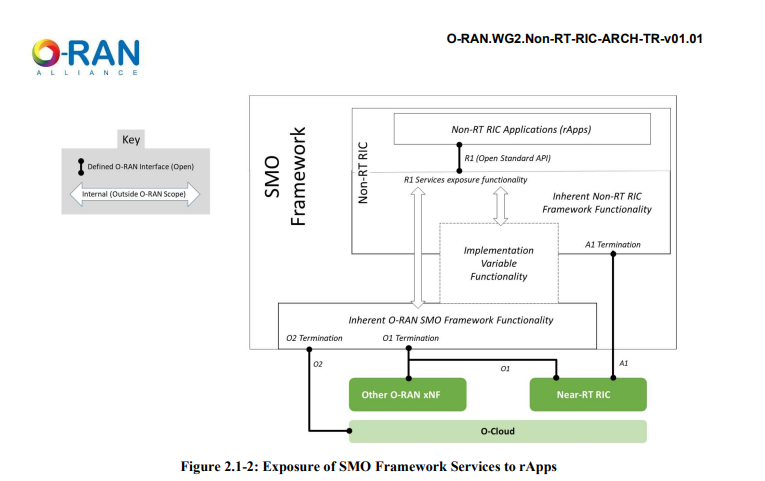 O-RAN
ALLIANCE
O-RAN.WG2.Non-RT-RIC-ARCH-TR-v01.01
Key
Defined O-RAN Interface (Open)
Internal (Outside O-RAN Scope)
SMO
Framework
Non-RT RIC
Non-RT RIC Applications (rApps)
R1 (Open Standard API)
R1 Services exposure functionality
Inherent Non-RT RIC
Framework Functionality
Implementation
Variable
Functionality
A1 Termination
Inherent O-RAN SMO Framework Functionality
O2 Termination
O1 Termination
O2
O1
A1
Other O-RAN xNF
Near-RT RIC
O-Cloud
Figure 2.1-2: Exposure of SMO Framework Services to rApps